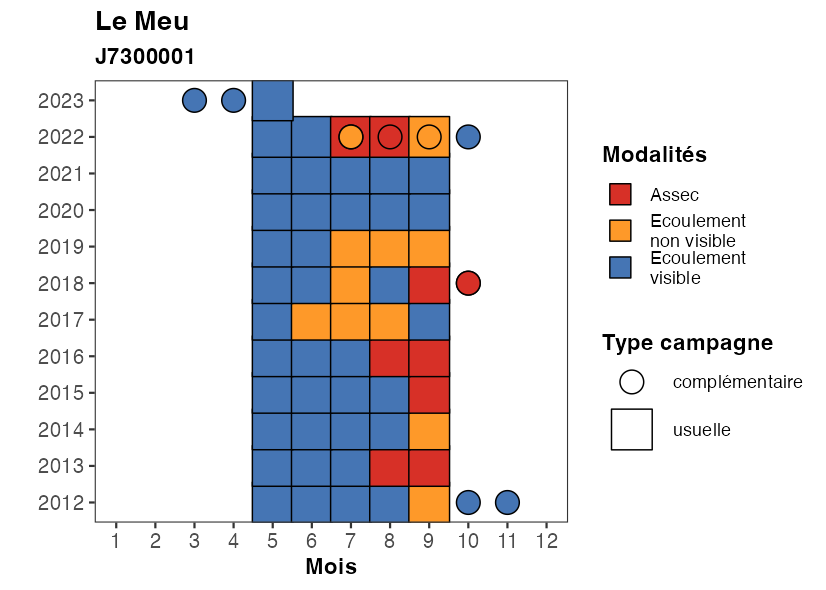 Le Meu
J7300001
2023
2022
2021
2020
2019
2018
2017
2016
2015
2014
2013
2012
1 2 3 4 5 6 7 8 9 10 11 12
Mois
Modalités
Assec
Ecoulement
non visible
Ecoulement
visible
Type campagne
complémentaire
usuelle